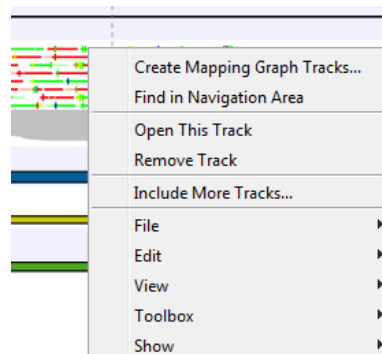 Create Mapping Graph Tracks...
Find in Navigation Area
Open This Track
Remove Track
Include More Tracks...
File
Edit
View
Toolbox
Show